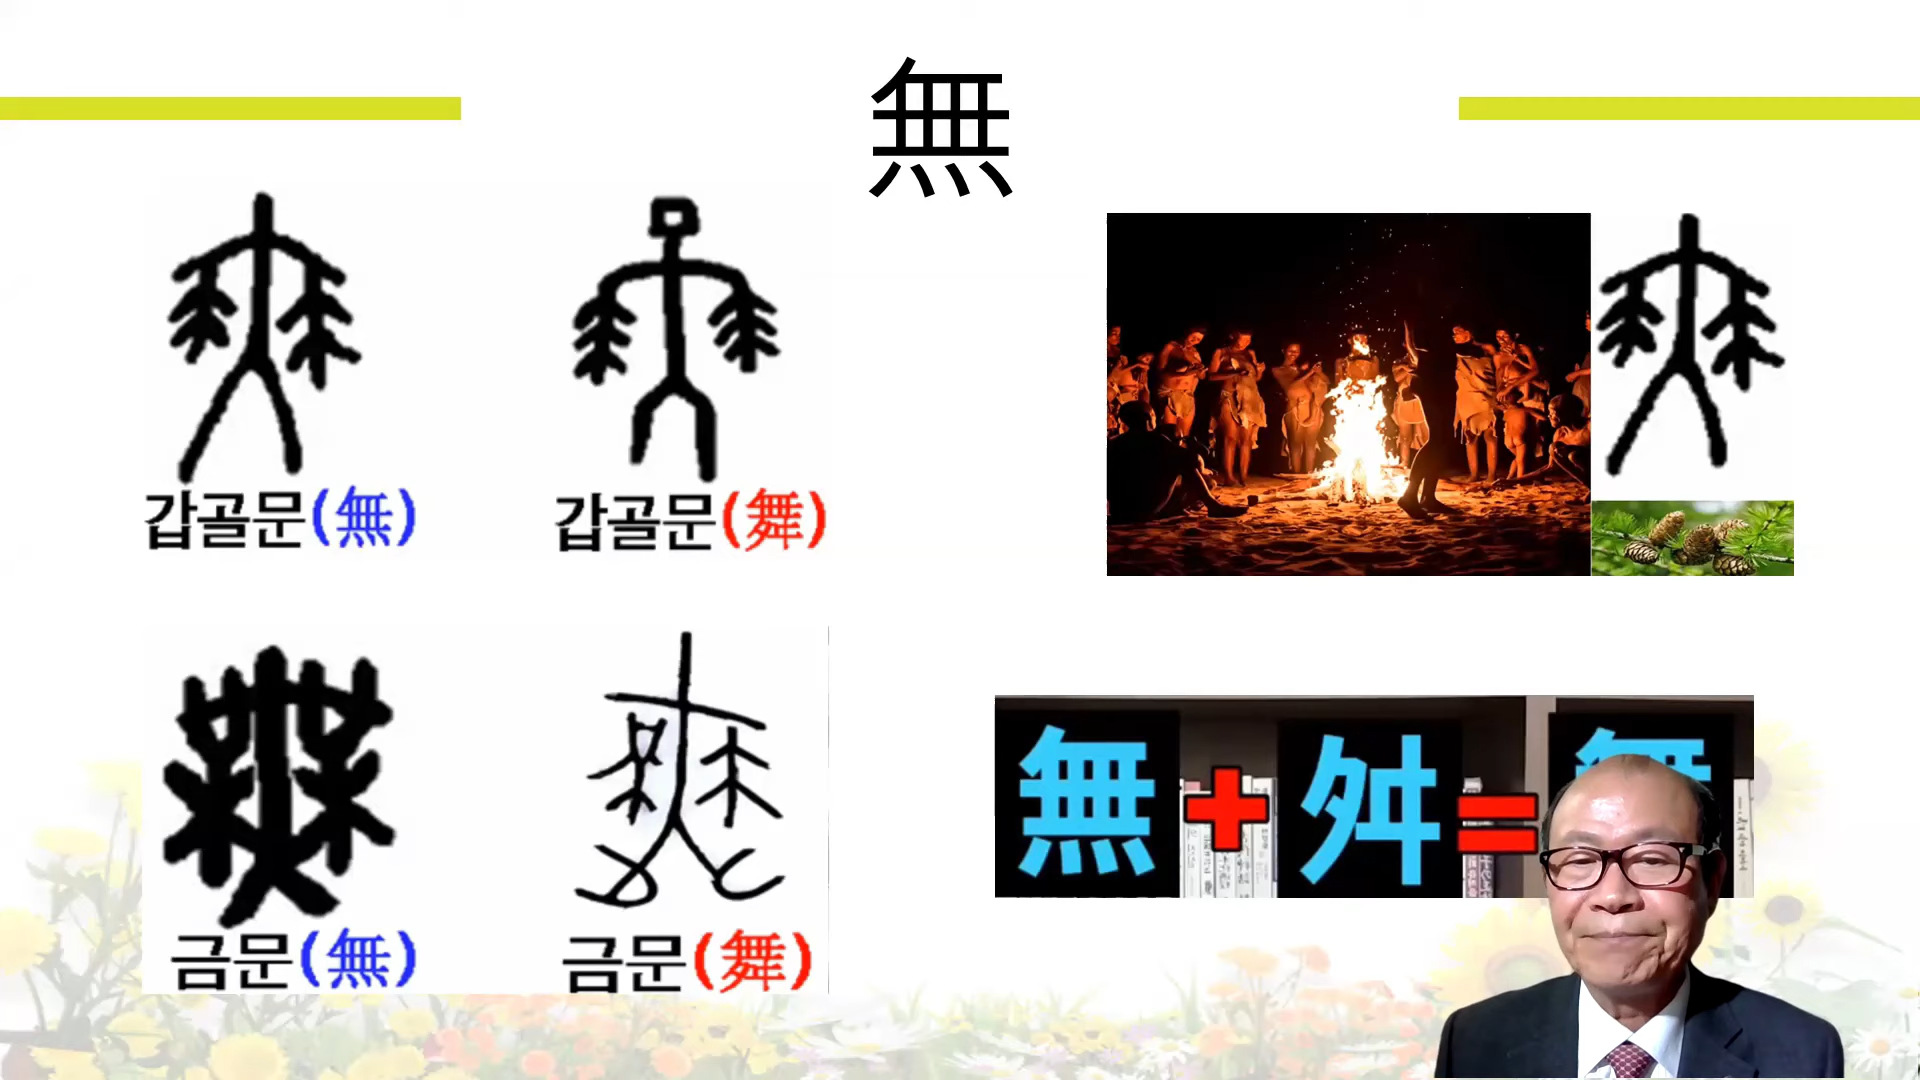 無
갑골문(無)
갑골문(舞)
금문(無)
금문(舞)
無 + 舛 =